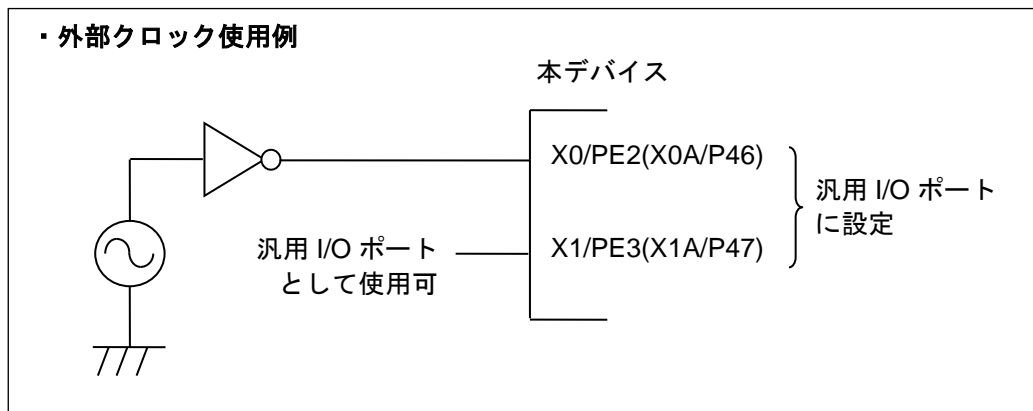 ・外部クロック使用例
本デバイス
X0/PE2(X0A/P46)
汎用 I/O ポート
に設定
汎用 I/O ポート
として使用可
X1/PE3(X1A/P47)